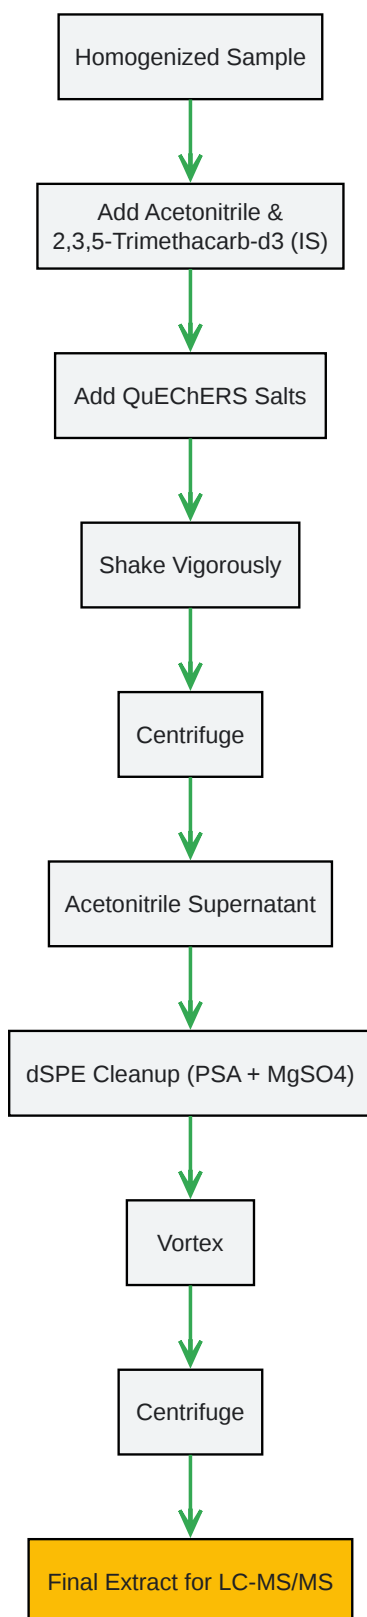 Homogenized Sample
Add Acetonitrile &
2,3,5-Trimethacarb-d3 (IS)
Add QuEChERS Salts
Shake Vigorously
Centrifuge
Acetonitrile Supernatant
dSPE Cleanup (PSA + MgSO4)
Vortex
Centrifuge
Final Extract for LC-MS/MS